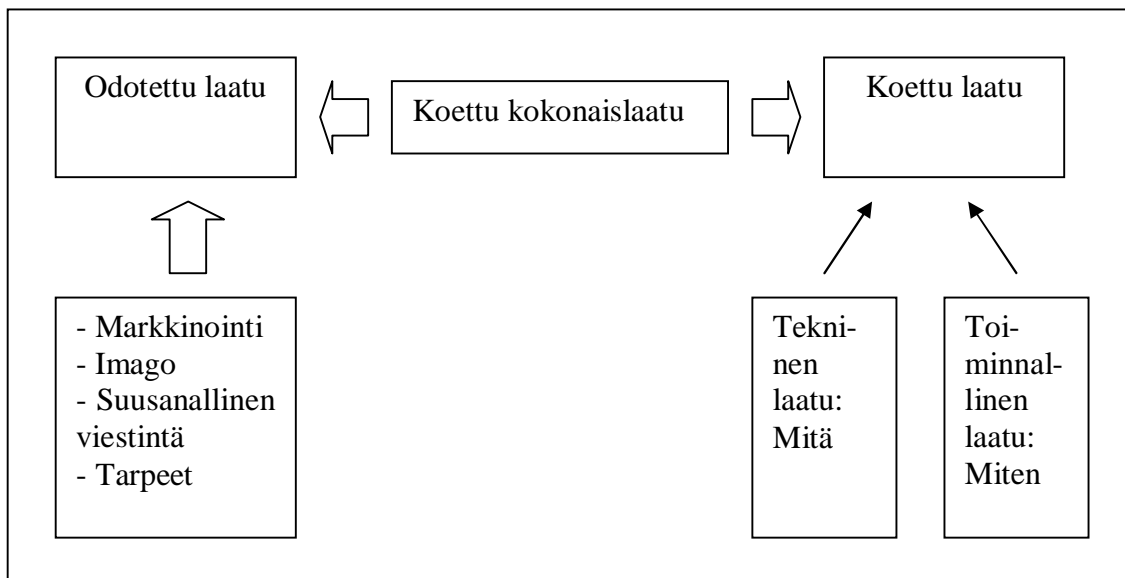 Odotettu laatu
Koettu kokonaislaatu
Koettu laatu
- Markkinointi
- Imago
- Suusanallinen
viestintä
- Tarpeet
Tekni-
nen
laatu:
Mitä
Toi-
minnal-
linen
laatu:
Miten